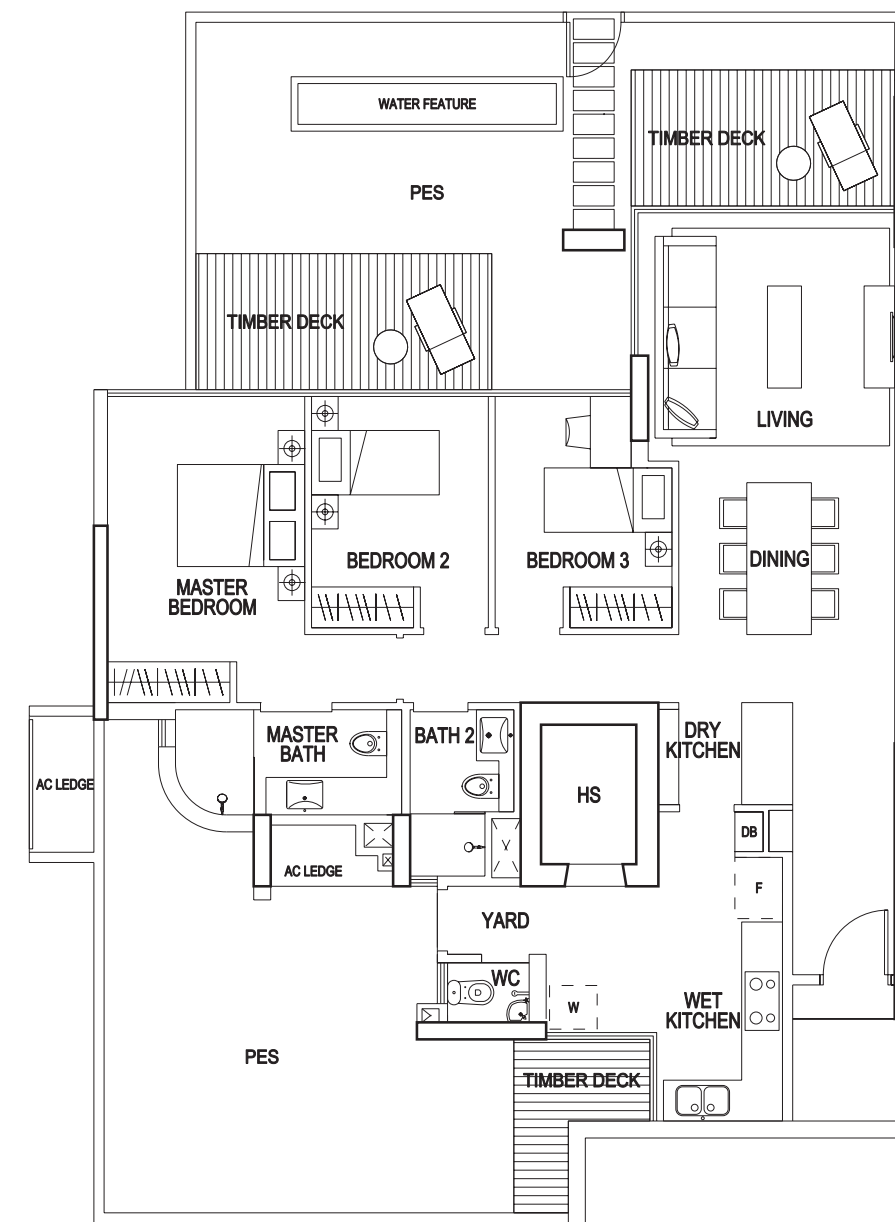 WATER FEATURE
TIMBER DECK
PES
TIMBER DECK
LIVING
BEDROOM 2
BEDROOM 3
DINING
MASTER
BEDROOM
MASTER
BATH
BATH 2
DRY
KITCHEN
AC LEDGE
HS
DB
AC LEDGE
F
YARD
WC
W
WET
KITCHEN
PES
TIMBER DECK